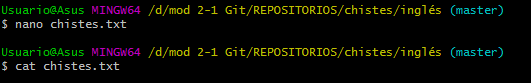 Usuario@Asus MINGW64 /d/mod 2-1 Git/REPOSITORIOS/chistes/inglés (master)
$ nano chistes.txt
Usuario@Asus MINGW64 /d/mod 2-1 Git/REPOSITORIOS/chistes/inglés (master)
$ cat chistes.txt